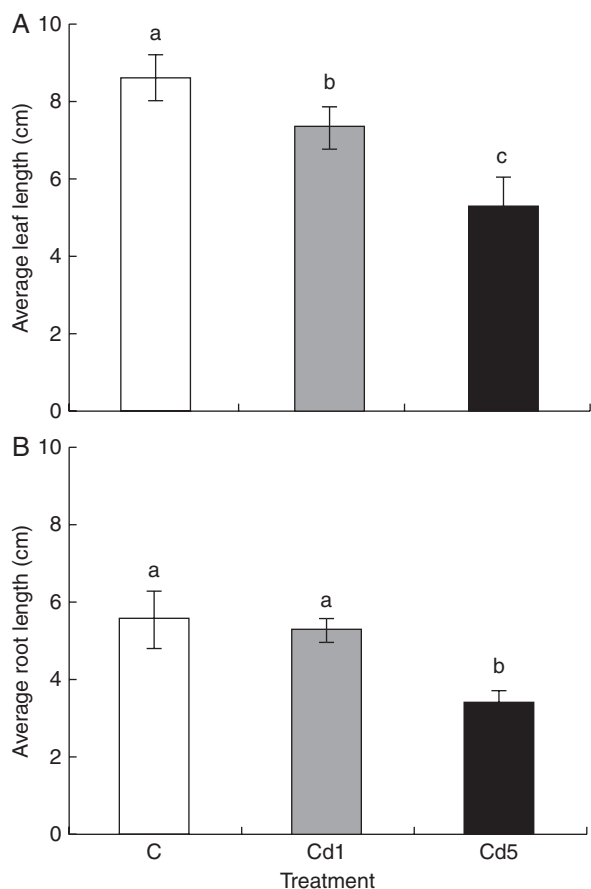 A
Average leaf length (cm)
10
8
6
4
2
0
a
b
c
B
Average root length (cm)
10
8
6
4
2
0
a
a
b
C Cd1 Cd5
Treatment